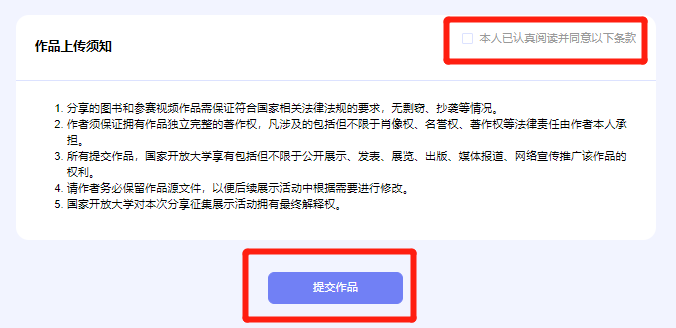 作品上传须知
本人已认真阅读并同意以下条款
1. 分享的图书和参赛视频作品需保证符合国家相关法律法规的要求，无剽窃、抄袭等情况。
2. 作者须保证拥有作品独立完整的著作权，凡涉及的包括但不限于肖像权、名誉权、著作权等法律责任由作者本人承
担。
3. 所有提交作品，国家开放大学享有包括但不限于公开展示、发表、展览、出版、媒体报道、网络宣传推广该作品的
权利。
4. 请作者务必保留作品源文件，以便后续展示活动中根据需要进行修改。
5. 国家开放大学对本次分享征集展示活动拥有最终解释权。
提交作品